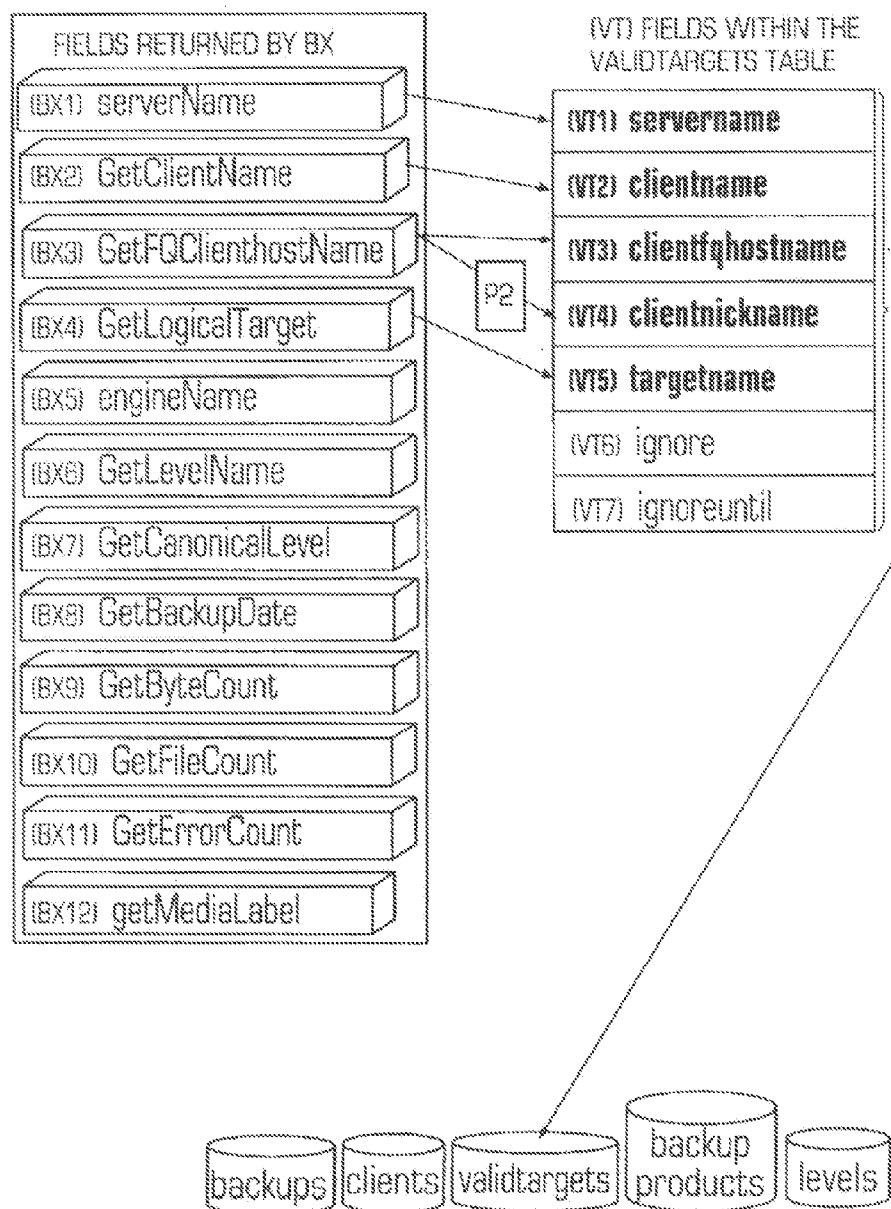 FIELDS RETURNED BY BX
(BX1) serverName
(BX2) GetClientName
(BX3) GetFQClienthostName
(BX4) GetLogicalTarget
(BX5) engineName
(BX6) GetLevelName
(BX7) GetCanonicalLevel
(BX8) GetBackupDate
(BX9) GetByteCount
(BX10) GetFileCount
(BX11) GetErrorCount
(BX12) getMediaLabel
P2
(VT) FIELDS WITHIN THE
VALIDTARGETS TABLE
(VT1) servername
(VT2) clientname
(VT3) clientfqhostname
(VT4) clientnickname
(VT5) targetname
(VT6) ignore
(VT7) ignoreuntil
backups
clients
validtargets
backup
products
levels